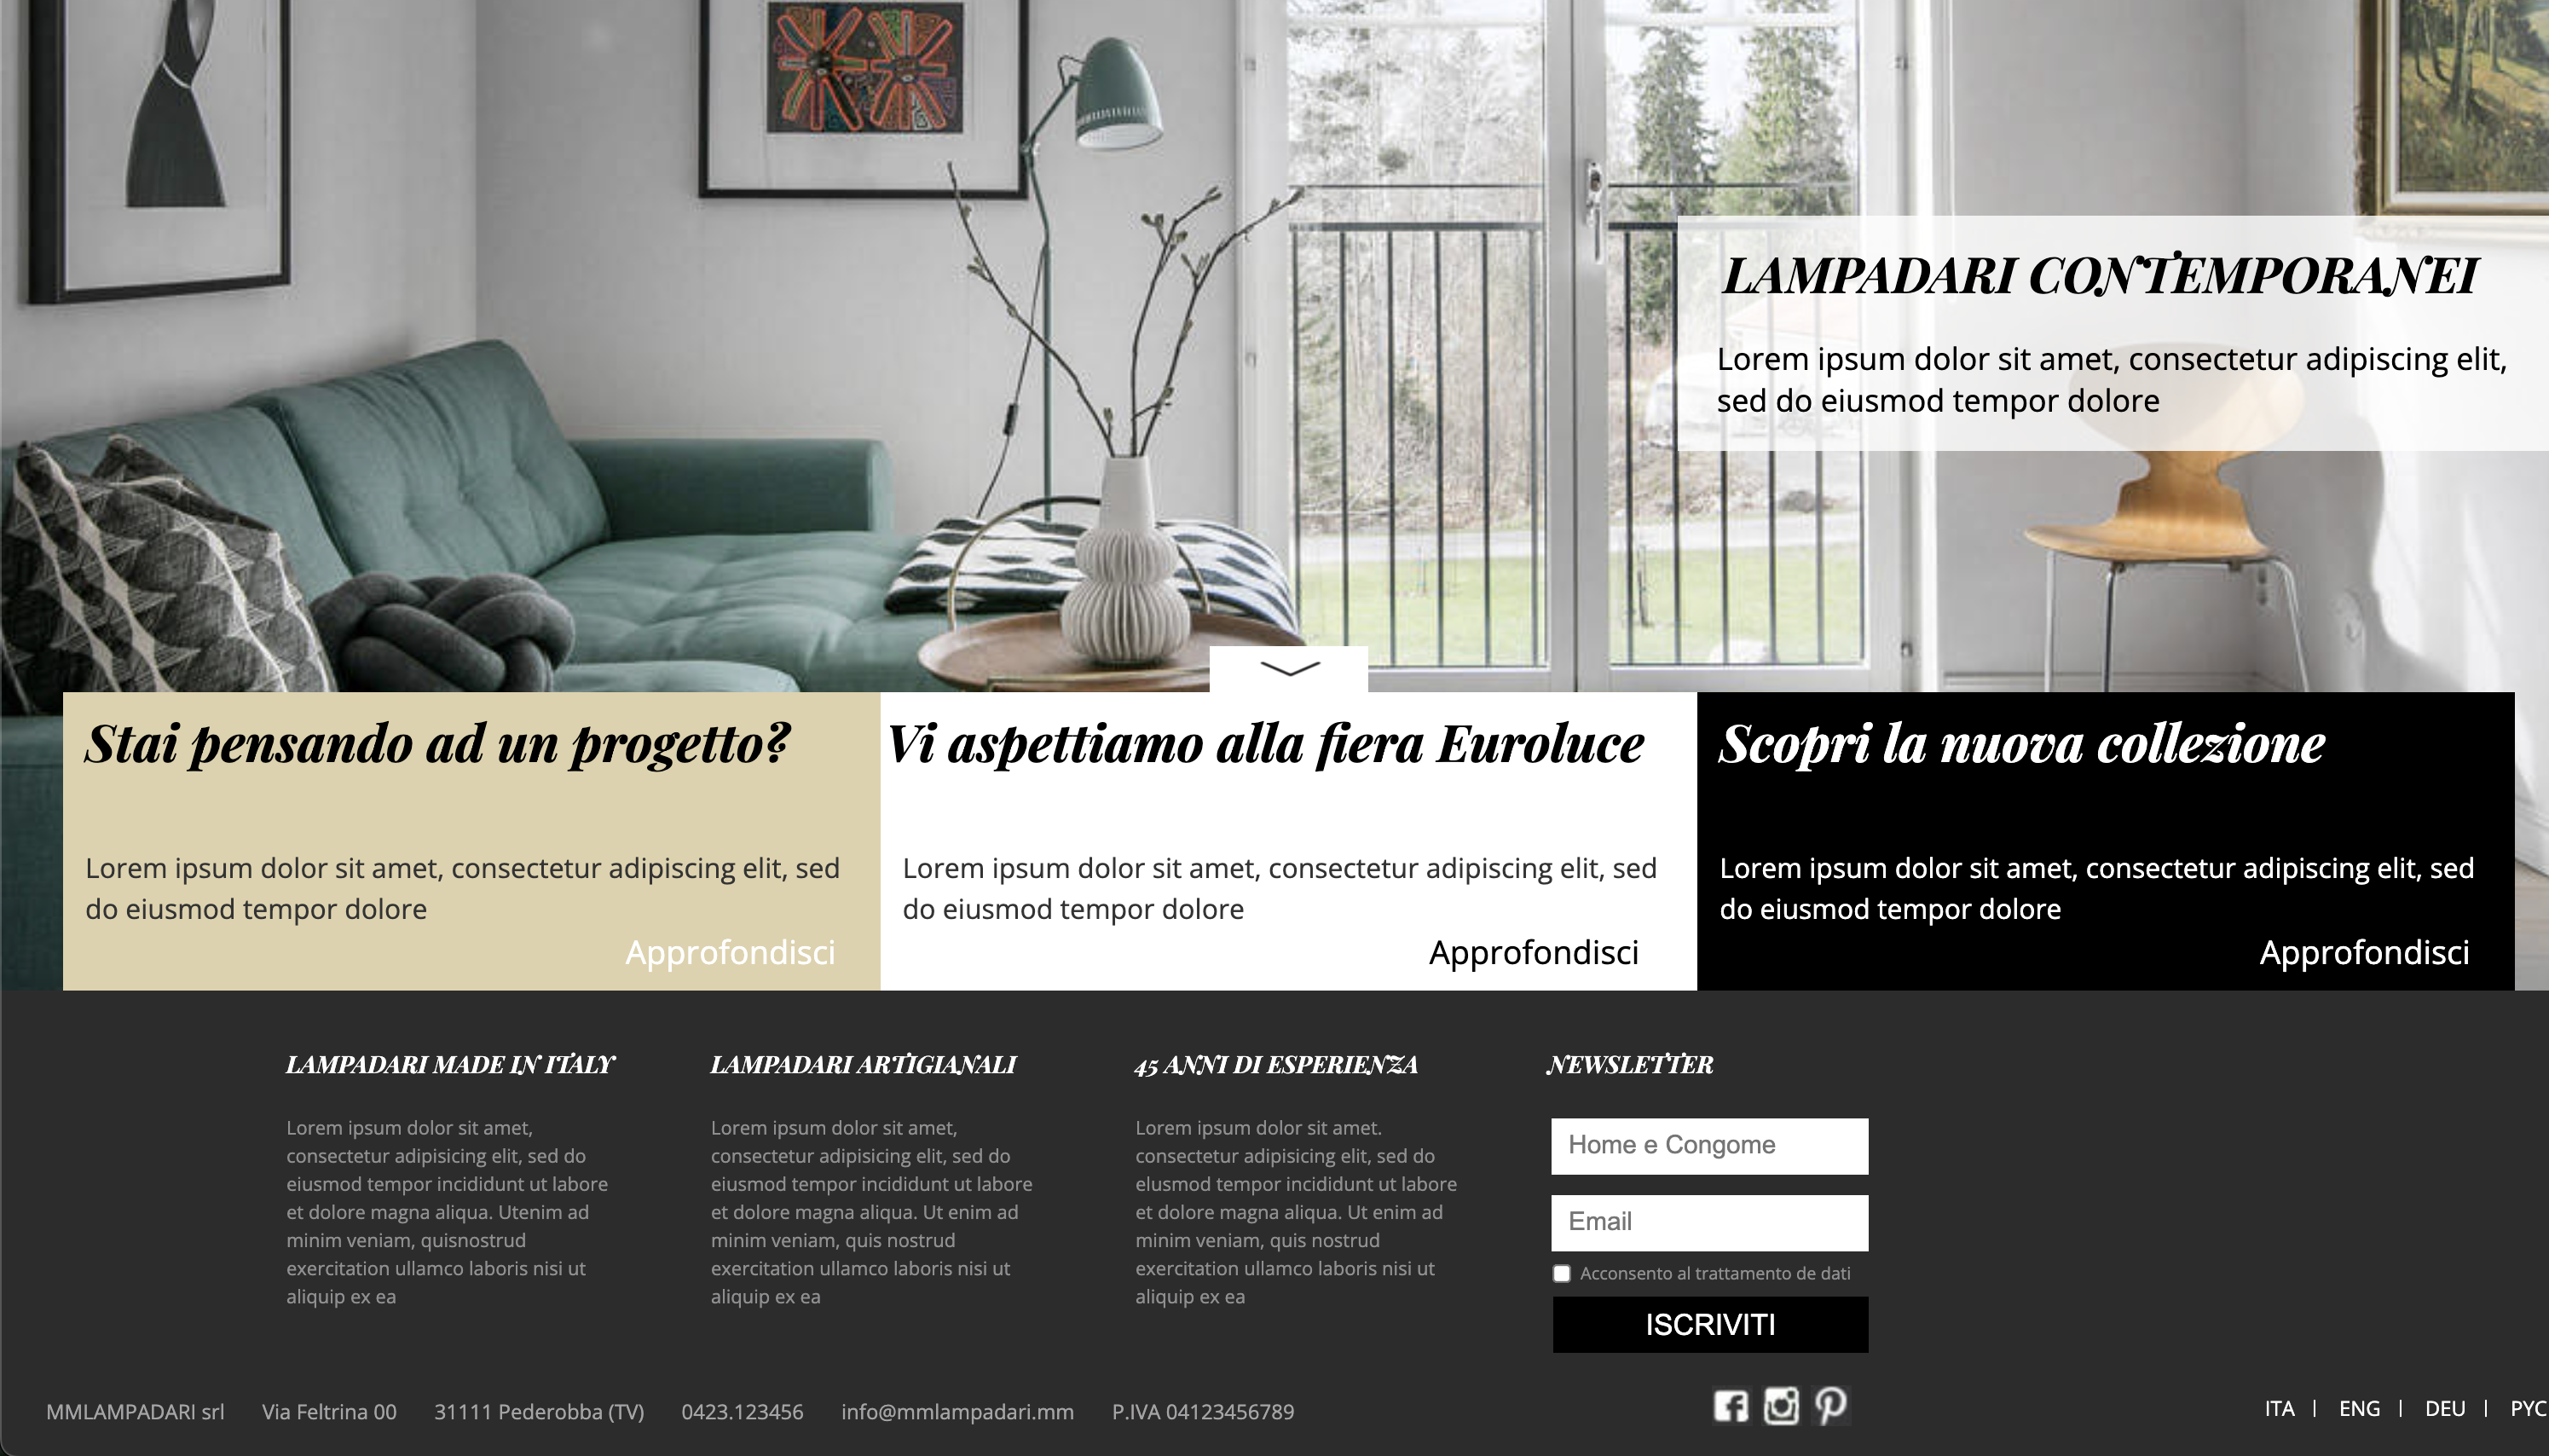 LAMPADARI CONTEMPORANEI
Lorem ipsum dolor sit amet, consectetur adipiscing elit,
sed do eiusmod tempor dolore
Stai pensando ad un progetto?
Lorem ipsum dolor sit amet, consectetur adipiscing elit, sed
do eiusmod tempor dolore
Approfondisci
Vi aspettiamo alla fiera Euroluce
Lorem ipsum dolor sit amet, consectetur adipiscing elit, sed
do eiusmod tempor dolore
Approfondisci
Scopri la nuova collezione
Lorem ipsum dolor sit amet, consectetur adipiscing elit, sed
do eiusmod tempor dolore
Approfondisci
LAMPADARI MADE IN ITALY
Lorem ipsum dolor sit amet,
consectetur adipisicing elit, sed do
eiusmod tempor incididunt ut labore
et dolore magna aliqua. Utenim ad
minim veniam, quisnostrud
exercitation ullamco laboris nisi ut
aliquip ex ea
LAMPADARI ARTIGIANALI
Lorem ipsum dolor sit amet,
consectetur adipisicing elit, sed do
eiusmod tempor incididunt ut labore
et dolore magna aliqua. Ut enim ad
minim veniam, quis nostrud
exercitation ullamco laboris nisi ut
aliquip ex ea
45 ANNI DI ESPERIENZA
Lorem ipsum dolor sit amet.
consectetur adipisicing elit, sed do
elusmod tempor incididunt ut labore
et dolore magna aliqua. Ut enim ad
minim veniam, quis nostrud
exercitation ullamco laboris nisi ut
aliquip ex ea
NEWSLETTER
Home e Congome
Email
Acconsento al trattamento de dati
ISCRIVITI
MMLAMPADARI srl Via Feltrina 00 31111 Pederobba (TV) 0423.123456 info@mmlampadari.mm P.IVA 04123456789
ITA | ENG | DEU | PYC